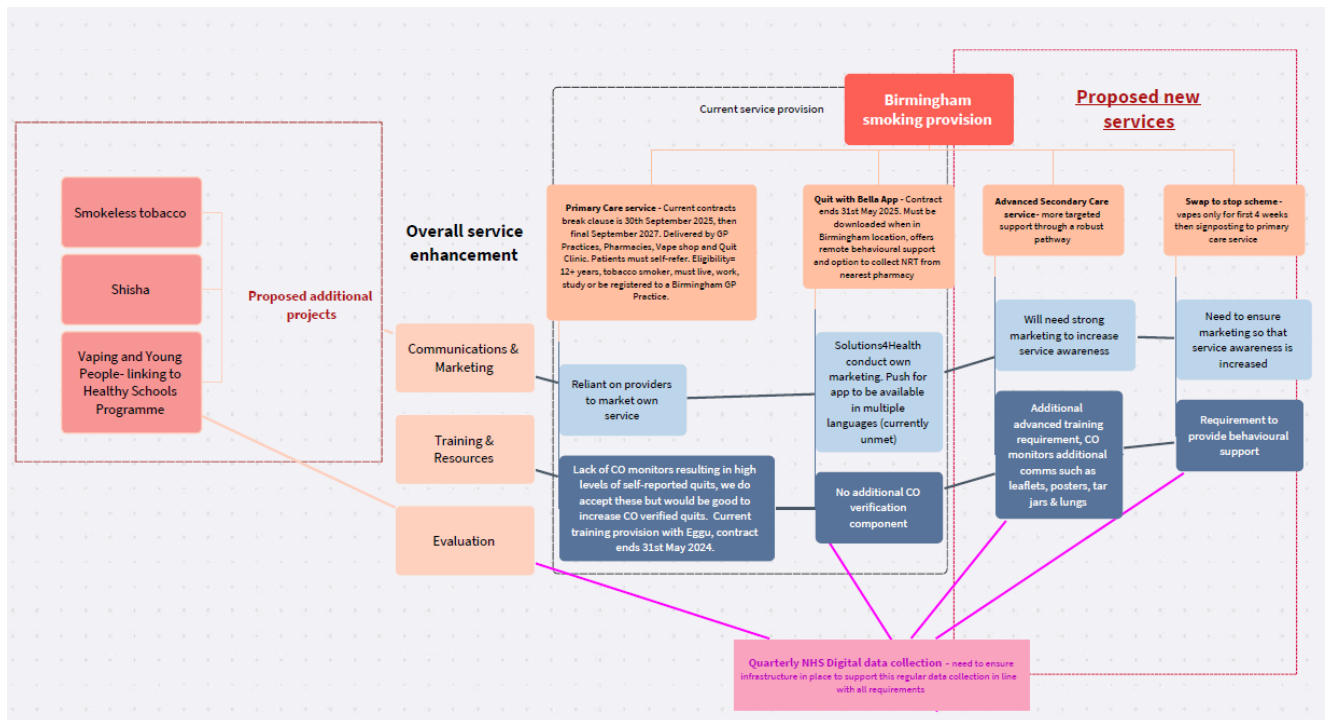 Current service provision
Birmingham
smoking provision
Proposed new
services
Smokeless tobacco
Shisha
Vaping and Young
People- linking to
Healthy Schools
Programme
Proposed additional
projects
Overall service
enhancement
Communications &
Marketing
Training &
Resources
Evaluation
Primary Care service - Current contracts
break clause is 30th September 2025, then
final September 2027. Delivered by GP
Practices, Pharmacies, Vape shop and Quit
Clinic. Patients must self-refer. Eligibility=
12+ years, tobacco smoker, must live, work,
study or be registered to a Birmingham GP
Practice.
Quit with Bella App - Contract
ends 31st May 2025. Must be
downloaded when in
Birmingham location, offers
remote behavioural support
and option to collect NRT from
nearest pharmacy
Advanced Secondary Care
service- more targeted
support through a robust
pathway
Swap to stop scheme -
vapes only for first 4 weeks
then signposting to primary
care service
Reliant on providers
to market own
service
Solutions4Health
conduct own
marketing. Push for
app to be available
in multiple
languages (currently
unmet)
Will need strong
marketing to increase
service awareness
Need to ensure
marketing so that
service awareness is
increased
Lack of CO monitors resulting in high
levels of self-reported quits, we do
accept these but would be good to
increase CO verified quits. Current
training provision with Eggu, contract
ends 31st May 2024.
No additional CO
verification
component
Additional
advanced training
requirement, CO
monitors additional
comms such as
leaflets, posters, tar
jars & lungs
Requirement to
provide behavioural
support
Quarterly NHS Digital data collection - need to ensure
infrastructure in place to support this regular data collection in line
with all requirements